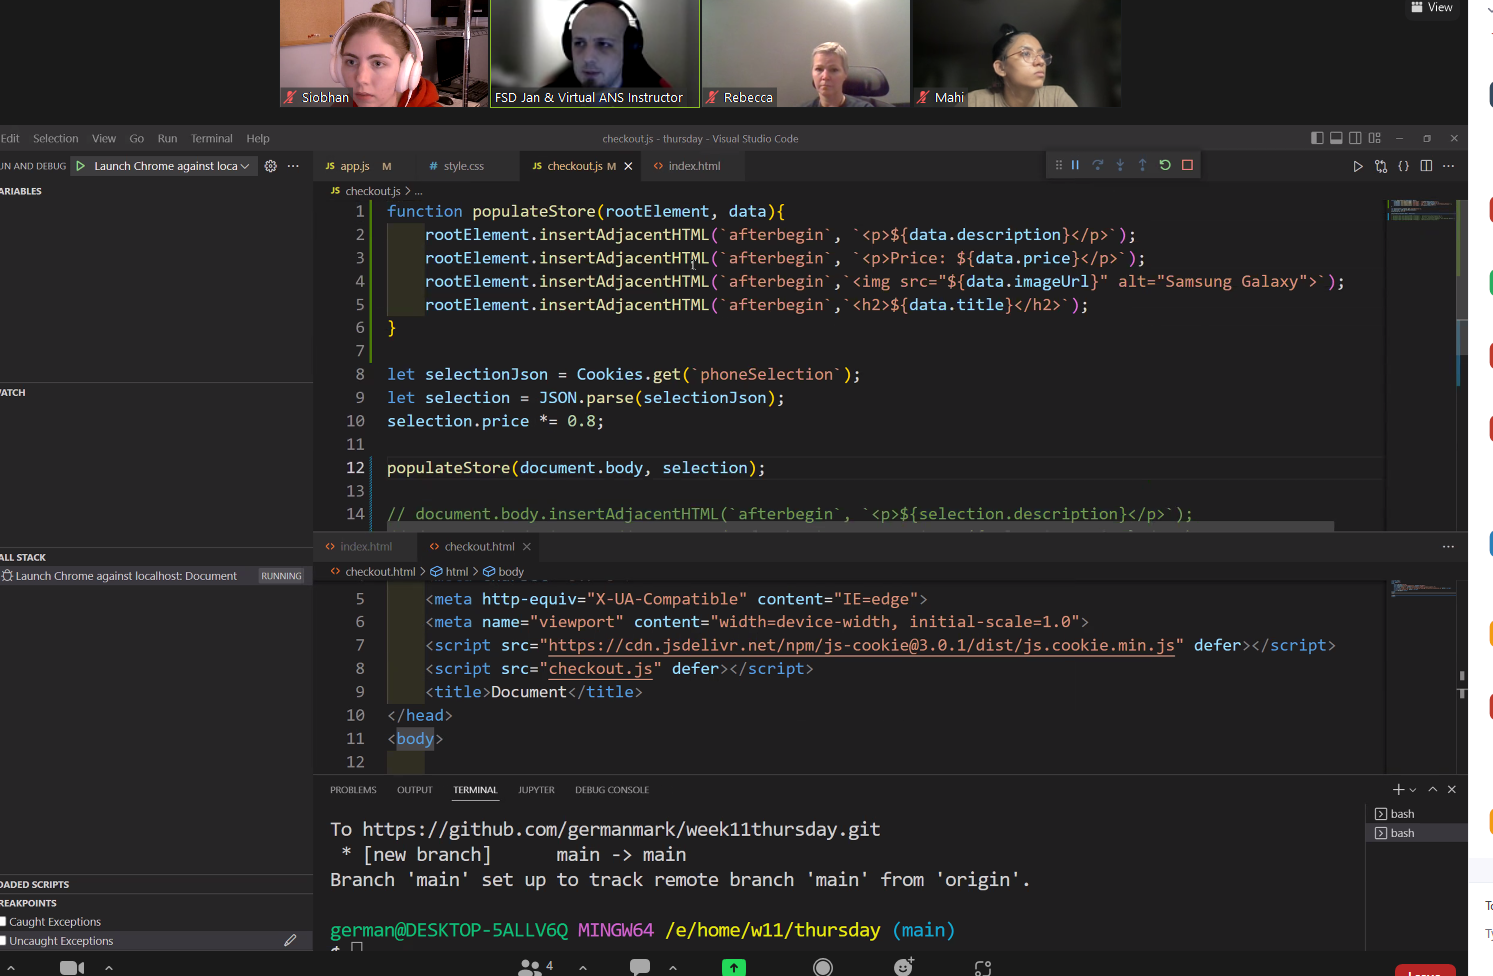 View
Siobhan
FSD Jan & Virtual ANS Instructor
Rebecca
Mahi
Edit Selection View Go Run Terminal Help
checkout.js - thursday - Visual Studio Code
UN AND DEBUG Launch Chrome against loca
JS app.js M # style.css JS checkout.js M <> index.html
ARIABLES
JS checkout.js > ...
1 function populateStore(rootElement, data){
2 rootElement.insertAdjacentHTML(`afterbegin`, `<p>${data.description}</p>`);
3 rootElement.insertAdjacentHTML(`afterbegin`, `<p>Price: ${data.price}</p>`);
4 rootElement.insertAdjacentHTML(`afterbegin`,`<img src="${data.imageUrl}" alt="Samsung Galaxy">`);
5 rootElement.insertAdjacentHTML(`afterbegin`,`<h2>${data.title}</h2>`);
6 }
7
8 let selectionJson = Cookies.get(`phoneSelection`);
9 let selection = JSON.parse(selectionJson);
10 selection.price *= 0.8;
11
12 populateStore(document.body, selection);
13
14 // document.body.insertAdjacentHTML(`afterbegin`, `<p>${selection.description}</p>`);
ATCH
ALL STACK
Launch Chrome against localhost: Document RUNNING
<> index.html <> checkout.html
<> checkout.html > html > body
5 <meta http-equiv="X-UA-Compatible" content="IE=edge">
6 <meta name="viewport" content="width=device-width, initial-scale=1.0">
7 <script src="https://cdn.jsdelivr.net/npm/js-cookie@3.0.1/dist/js.cookie.min.js" defer></script>
8 <script src="checkout.js" defer></script>
9 <title>Document</title>
10 </head>
11 <body>
12
PROBLEMS OUTPUT TERMINAL JUPYTER DEBUG CONSOLE
To https://github.com/germanmark/week11thursday.git
* [new branch] main -> main
Branch 'main' set up to track remote branch 'main' from 'origin'.
german@DESKTOP-5ALLV6Q MINGW64 /e/home/w11/thursday (main)
$
bash
bash
OADED SCRIPTS
REAKPOINTS
Caught Exceptions
Uncaught Exceptions
4